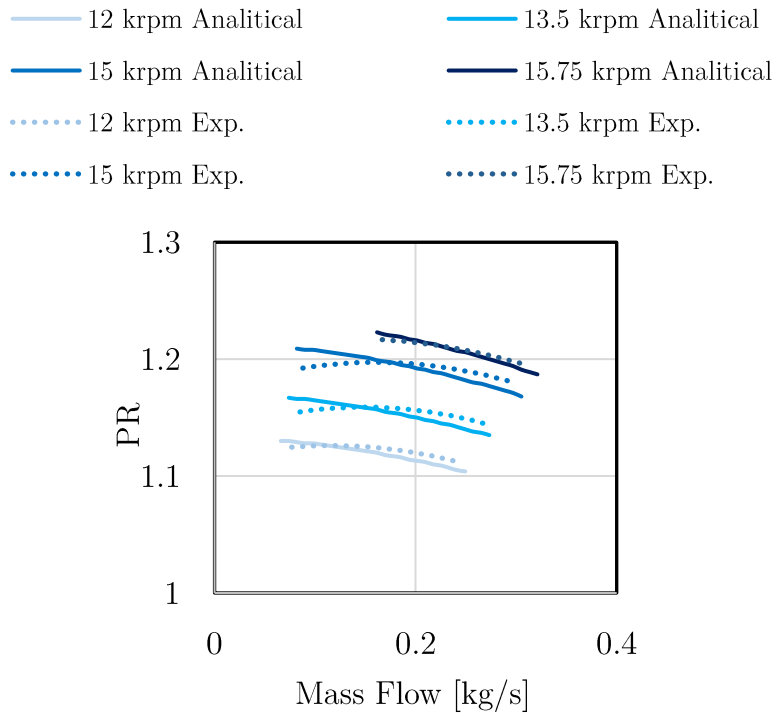 12 krpm Analitical
13.5 krpm Analitical
15 krpm Analitical
15.75 krpm Analitical
12 krpm Exp.
13.5 krpm Exp.
15 krpm Exp.
15.75 krpm Exp.
1.3
1.2
PR
1.1
1
0
0.2
0.4
Mass Flow [kg/s]